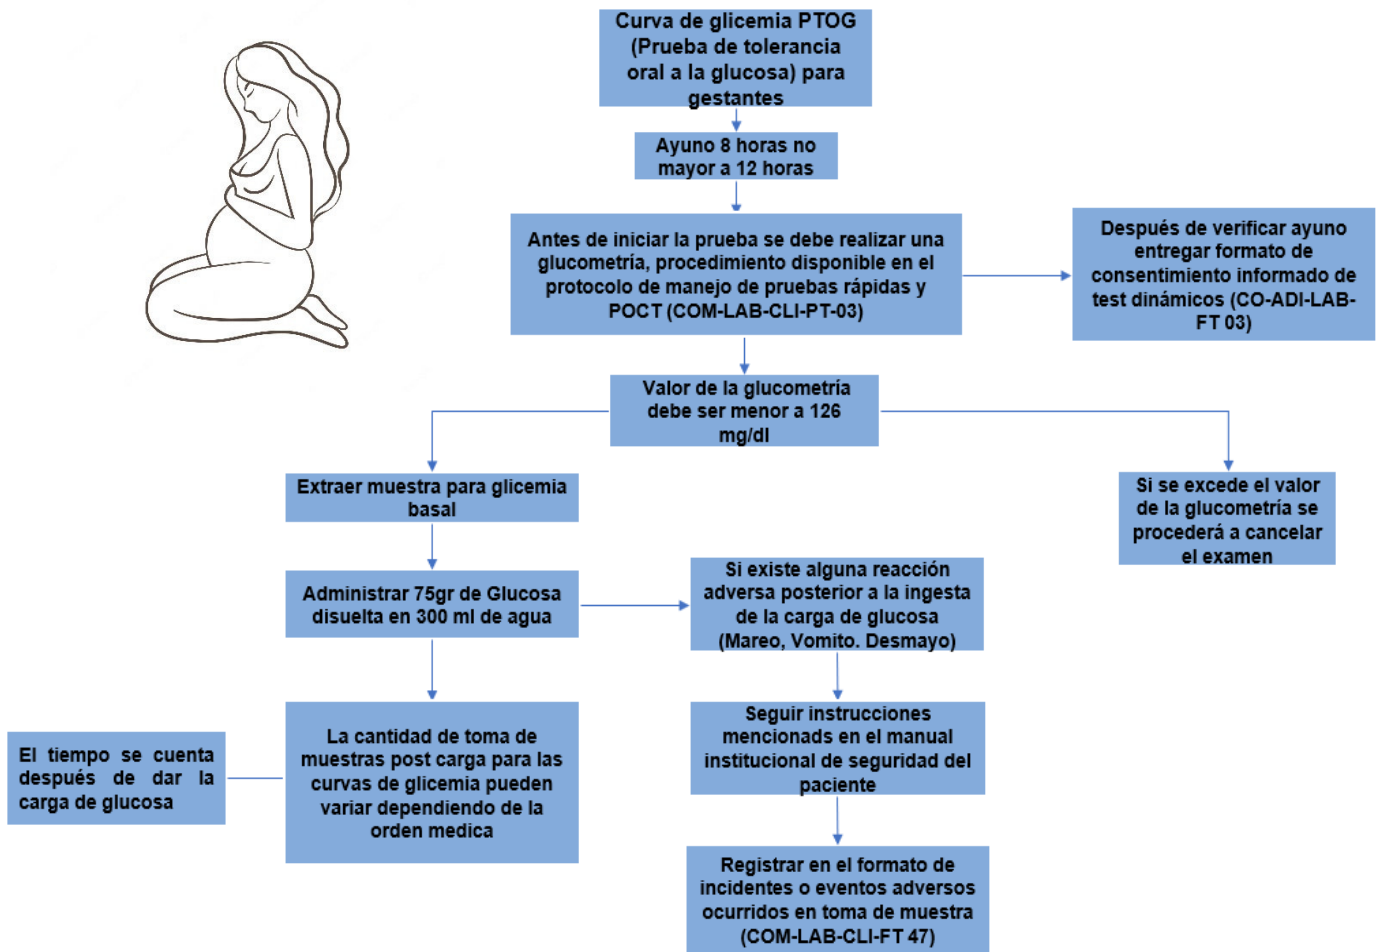 Curva de glicemia PTOG
(Prueba de tolerancia
oral a la glucosa) para
gestantes
Ayuno 8 horas no
mayor a 12 horas
Antes de iniciar la prueba se debe realizar una
glucometría, procedimiento disponible en el
protocolo de manejo de pruebas rápidas y
POCT (COM-LAB-CLI-PT-03)
Después de verificar ayuno
entregar formato de
consentimiento informado de
test dinámicos (CO-ADI-LAB-
FT 03)
Valor de la glucometría
debe ser menor a 126
mg/dl
Extraer muestra para glicemia
basal
Si se excede el valor
de la glucometría se
procederá a cancelar
el examen
Administrar 75gr de Glucosa
disuelta en 300 ml de agua
Si existe alguna reacción
adversa posterior a la ingesta
de la carga de glucosa
(Mareo, Vomito. Desmayo)
La cantidad de toma de
muestras post carga para las
curvas de glicemia pueden
variar dependiendo de la
orden medica
El tiempo se cuenta
después de dar la
carga de glucosa
Seguir instrucciones
mencionads en el manual
institucional de seguridad del
paciente
Registrar en el formato de
incidentes o eventos adversos
ocurridos en toma de muestra
(COM-LAB-CLI-FT 47)